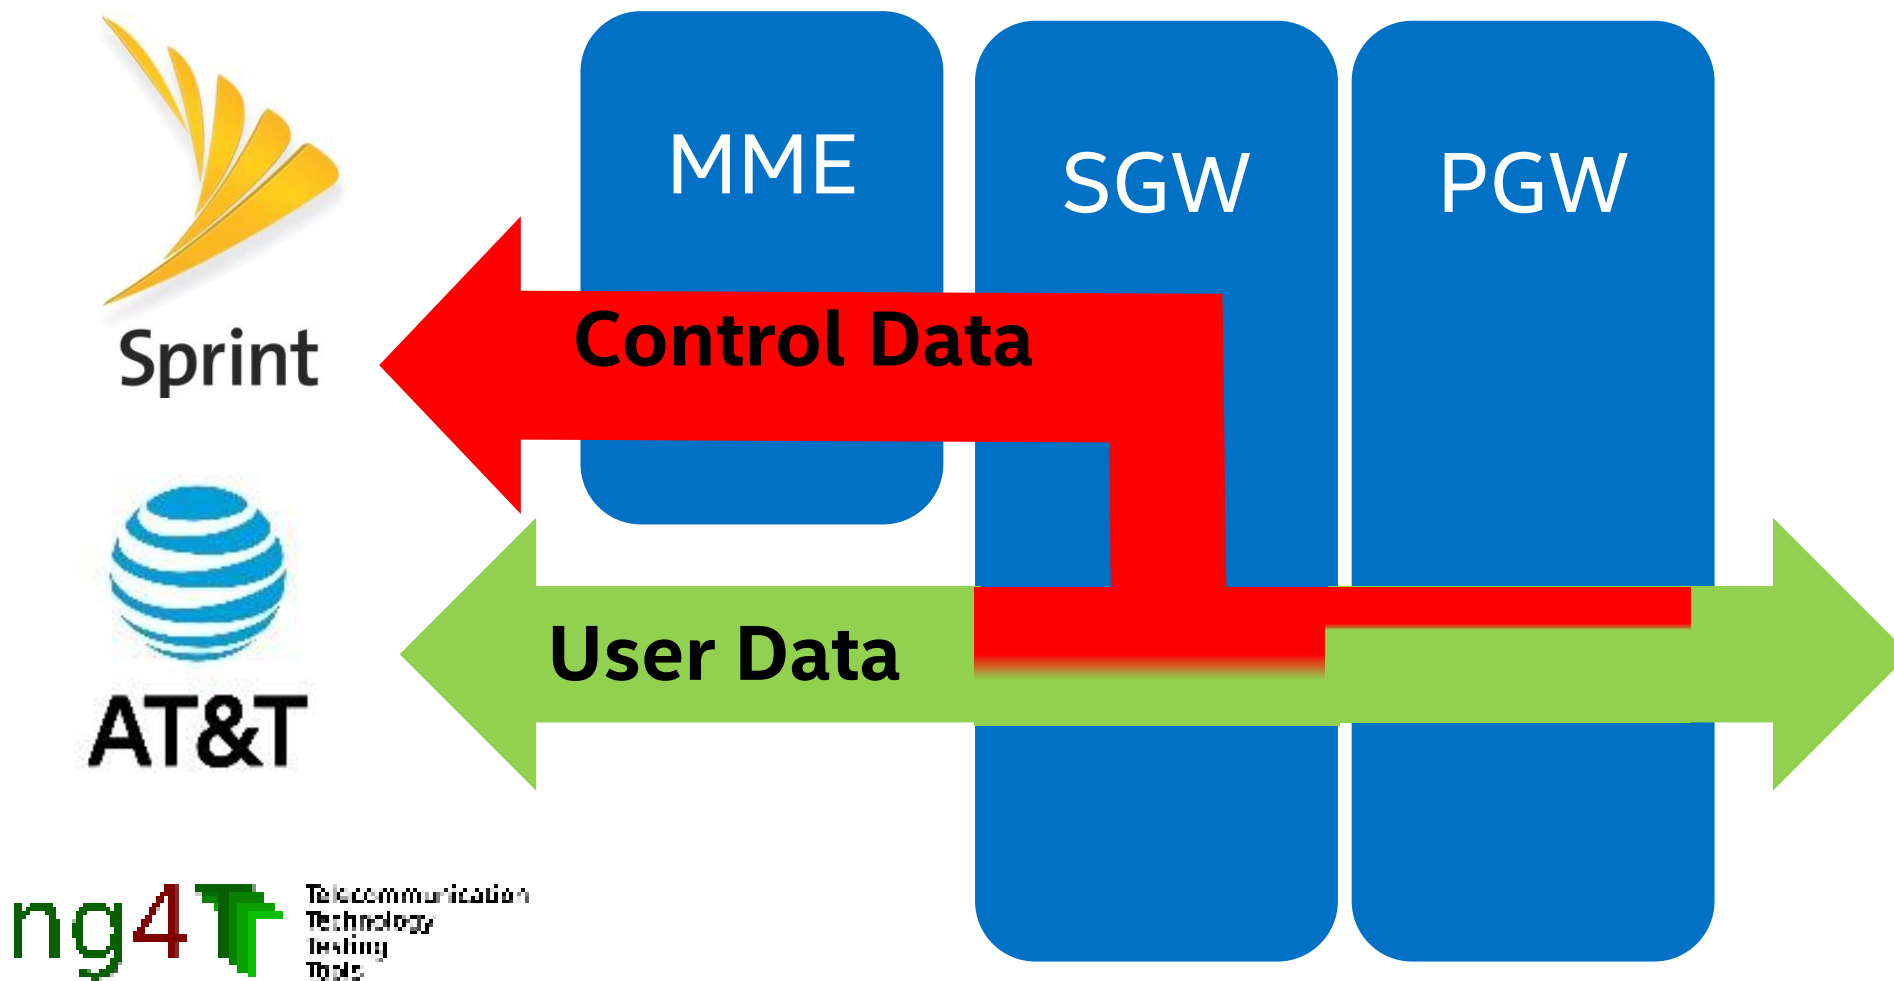 MME
SGW
PGW
Sprint
Control Data
User Data
AT&T
ng4T
Telecommunication
Technology
Testing
Tools